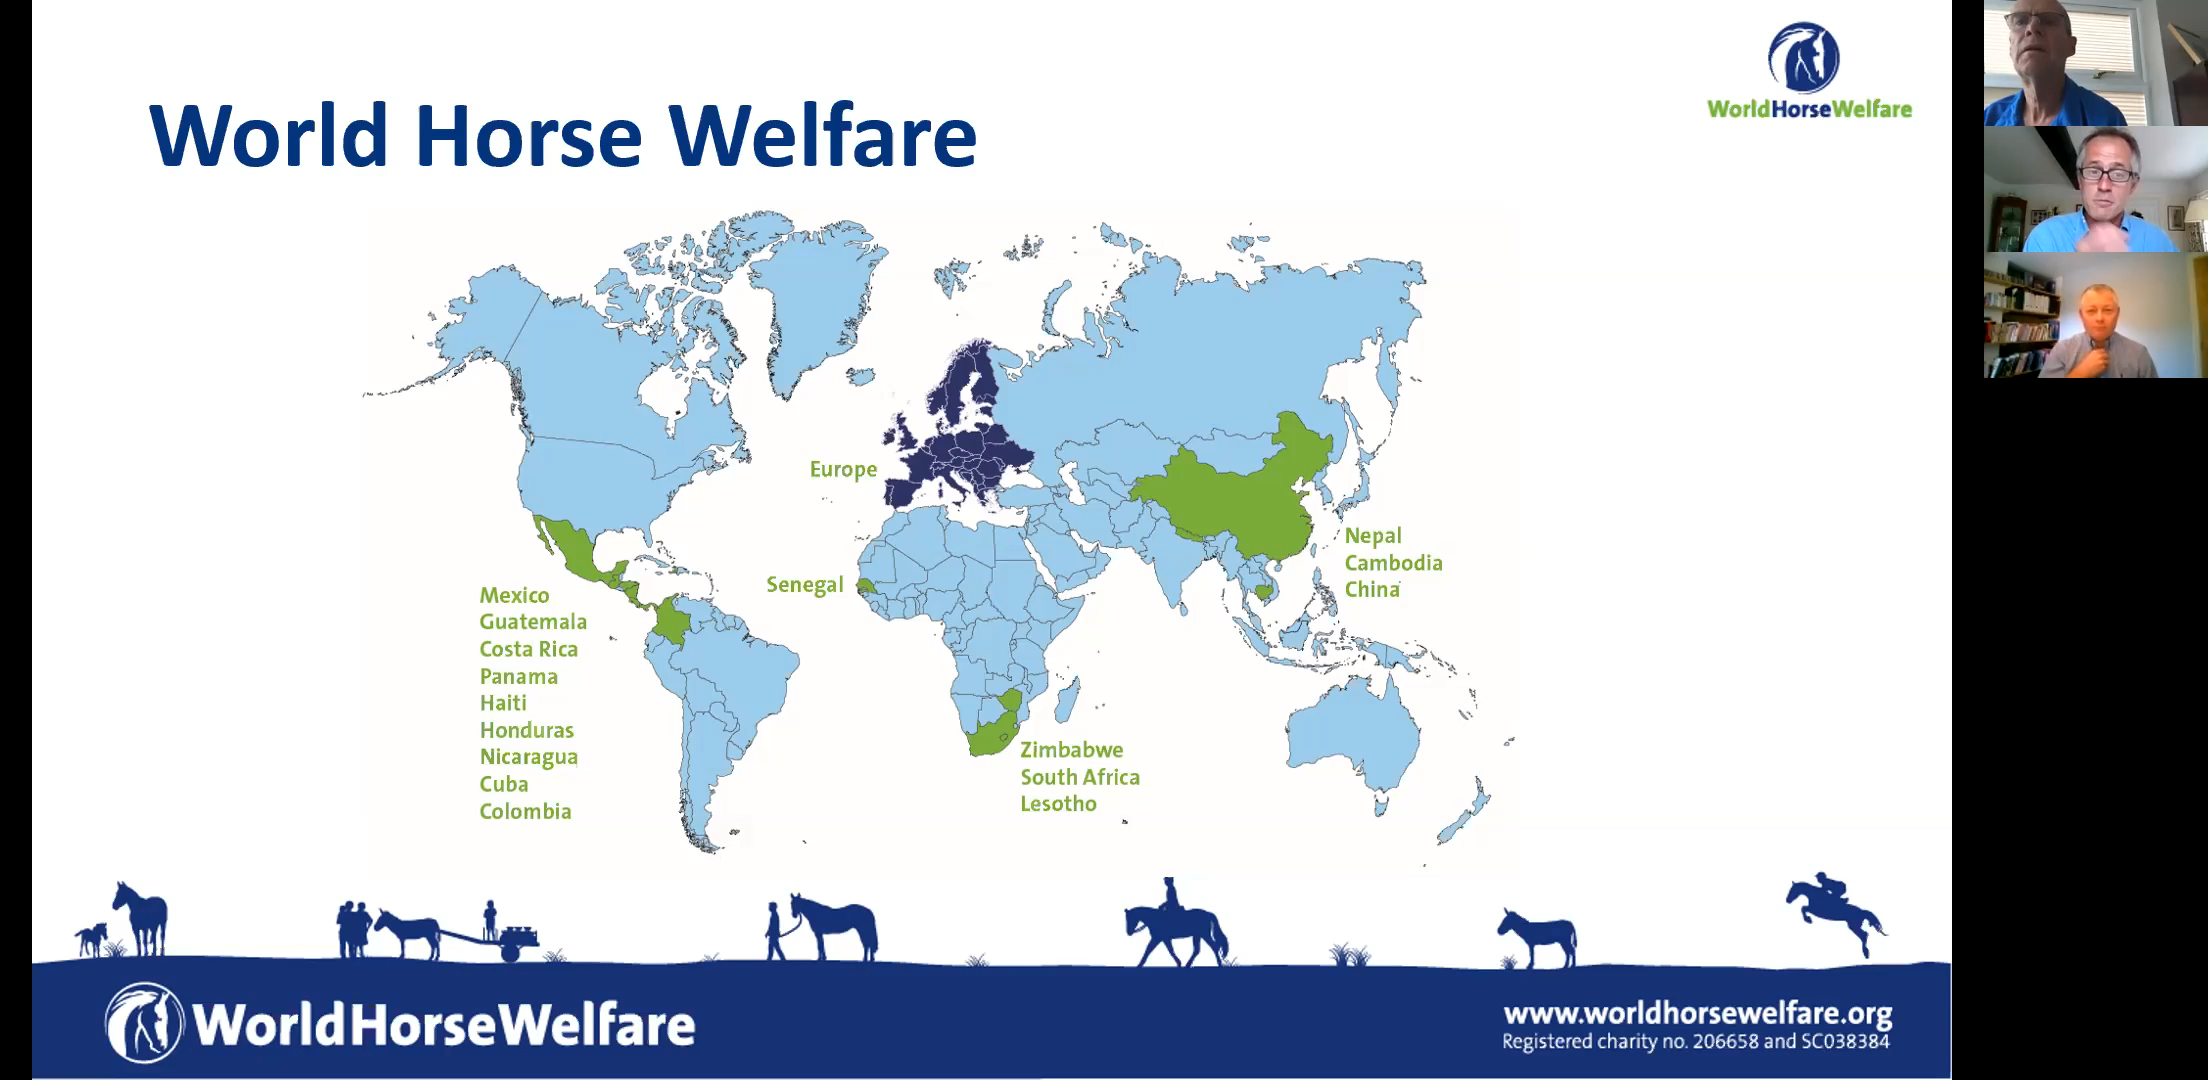 World Horse Welfare
WorldHorseWelfare
Europe
Senegal
Mexico
Guatemala
Costa Rica
Panama
Haiti
Honduras
Nicaragua
Cuba
Colombia
Zimbabwe
South Africa
Lesotho
Nepal
Cambodia
China
WorldHorseWelfare
www.worldhorsewelfare.org
Registered charity no. 206658 and SC038384